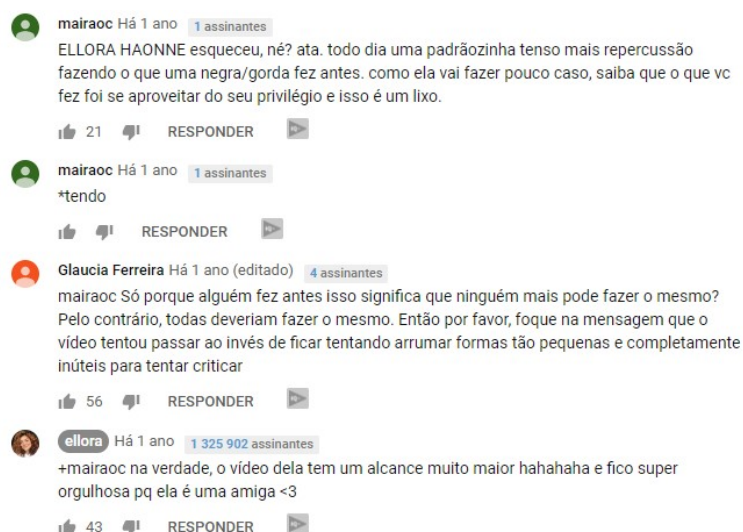 mairaoc Há 1 ano 1 assinantes
ELLORA HAONNE esqueceu, né? ata. todo dia uma padrãozinha tenso mais repercussão
fazendo o que uma negra/gorda fez antes. como ela vai fazer pouco caso, saiba que o que vc
fez foi se aproveitar do seu privilégio e isso é um lixo.
21 RESPONDER
mairaoc Há 1 ano 1 assinantes
*tendo
RESPONDER
Glaucia Ferreira Há 1 ano (editado) 4 assinantes
mairaoc Só porque alguém fez antes isso significa que ninguém mais pode fazer o mesmo?
Pelo contrário, todas deveriam fazer o mesmo. Então por favor, foque na mensagem que o
vídeo tentou passar ao invés de ficar tentando arrumar formas tão pequenas e completamente
inúteis para tentar criticar
56 RESPONDER
ellora Há 1 ano 1 325 902 assinantes
+mairaoc na verdade, o vídeo dela tem um alcance muito maior hahahaha e fico super
orgulhosa pq ela é uma amiga <3
43 RESPONDER